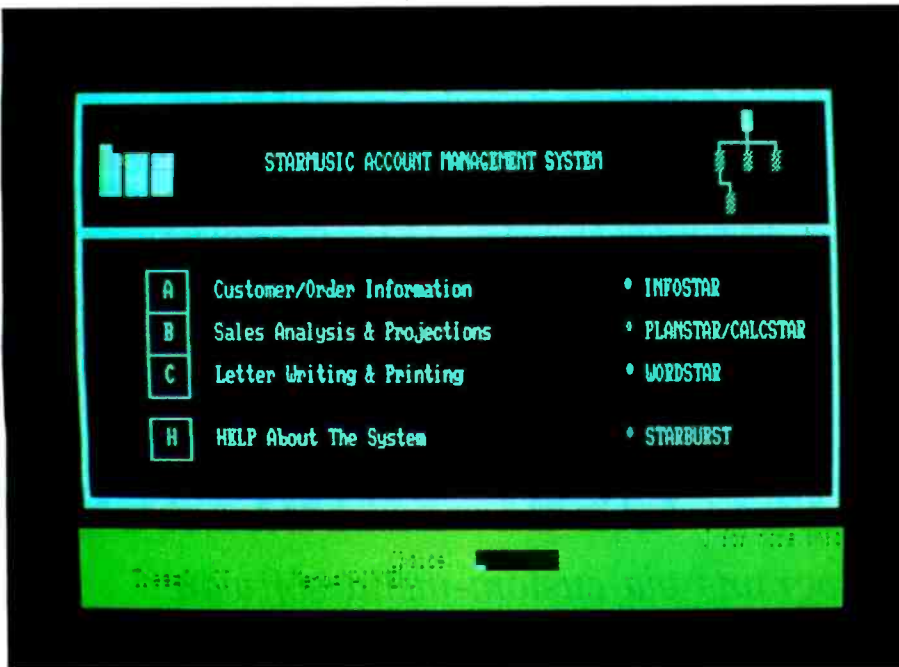 STARMUSIC ACCOUNT MANAGEMENT SYSTEM
A Customer/Order Information • INFOSTAR
B Sales Analysis & Projections • PLANSTAR/CALCSTAR
C Letter Writing & Printing • WORDSTAR
H HELP About The System • STARBURST